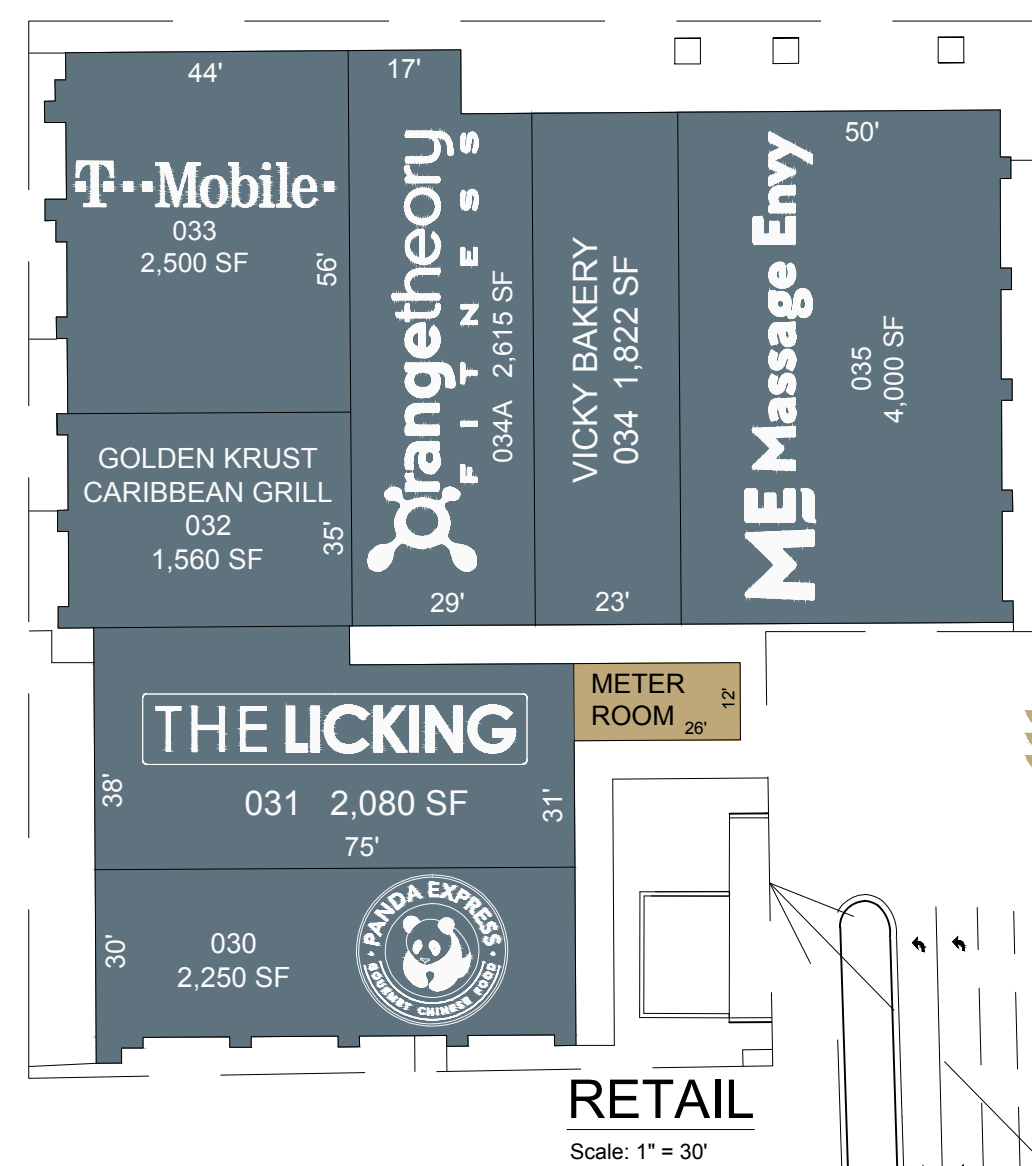 44'
T··Mobile·
033
2,500 SF
56'
17'
Orangetheory
FITNESS
034A 2,615 SF
29'
VICKY BAKERY
034 1,822 SF
23'
50'
ME Massage Envy
035
4,000 SF
GOLDEN KRUST
CARIBBEAN GRILL
032
1,560 SF
35'
THE LICKING
38'
031 2,080 SF
31'
75'
METER
ROOM 26'
12'
30'
030
2,250 SF
PANDA EXPRESS
GOURMET CHINESE FOOD
RETAIL
Scale: 1" = 30'